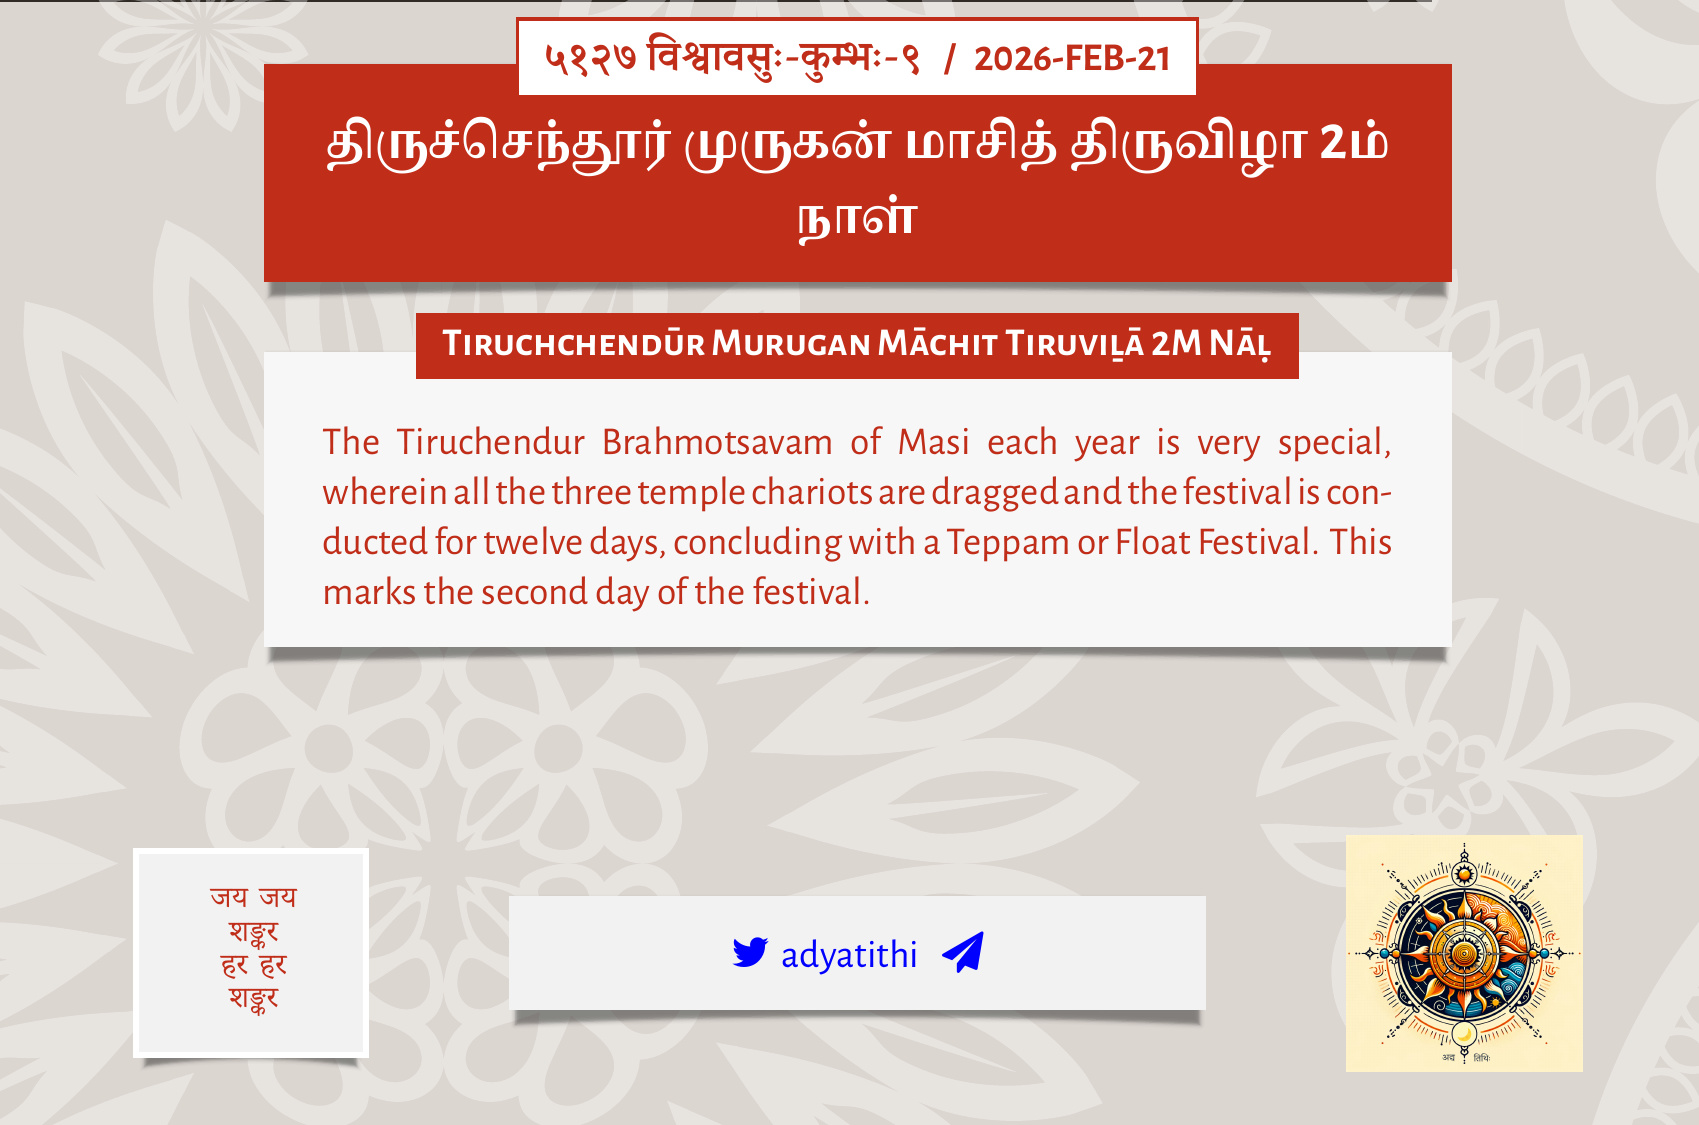 ५१२७ विश्वावसुः-कुम्भः-९ / 2026-FEB-21
திருச்செந்தூர் முருகன் மாசித் திருவிழா 2ம்
நாள்
Tiruchchendūr Murugan Māchit Tiruviḻā 2m Nāḷ
The Tiruchendur Brahmotsavam of Masi each year is very special,
wherein all the three temple chariots are dragged and the festival is con-
ducted for twelve days, concluding with a Teppam or Float Festival. This
marks the second day of the festival.
जय जय
शङ्कर
हर हर
शङ्कर
adyatithi
अद्य तिथिः